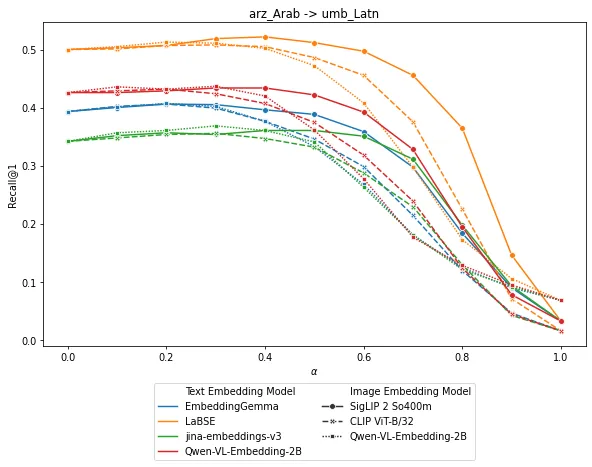 arz_Arab -> umb_Latn
Recall@1
0.5
0.4
0.3
0.2
0.1
0.0
0.0 0.2 0.4 0.6 0.8 1.0
α
Text Embedding Model Image Embedding Model
EmbeddingGemma SigLIP 2 So400m
LaBSE CLIP ViT-B/32
jina-embeddings-v3 Qwen-VL-Embedding-2B
Qwen-VL-Embedding-2B